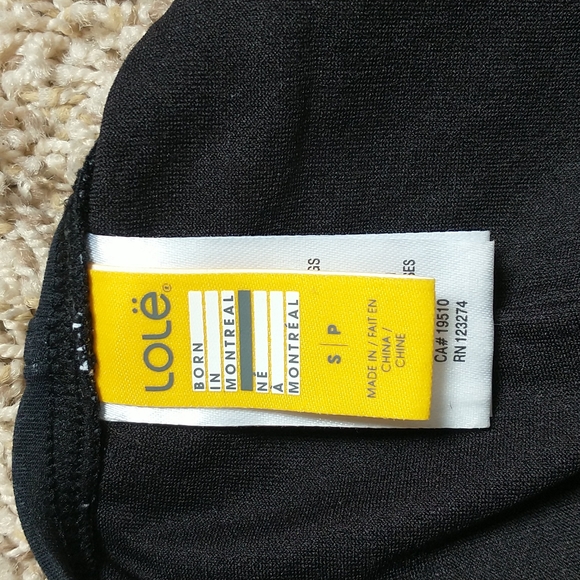 LOLË®
BORN
IN
MONTREAL
NÉ
À
MONTRÉAL
S | P
MADE IN / FAIT EN
CHINA /
CHINE
CA# 19510
RN 123274